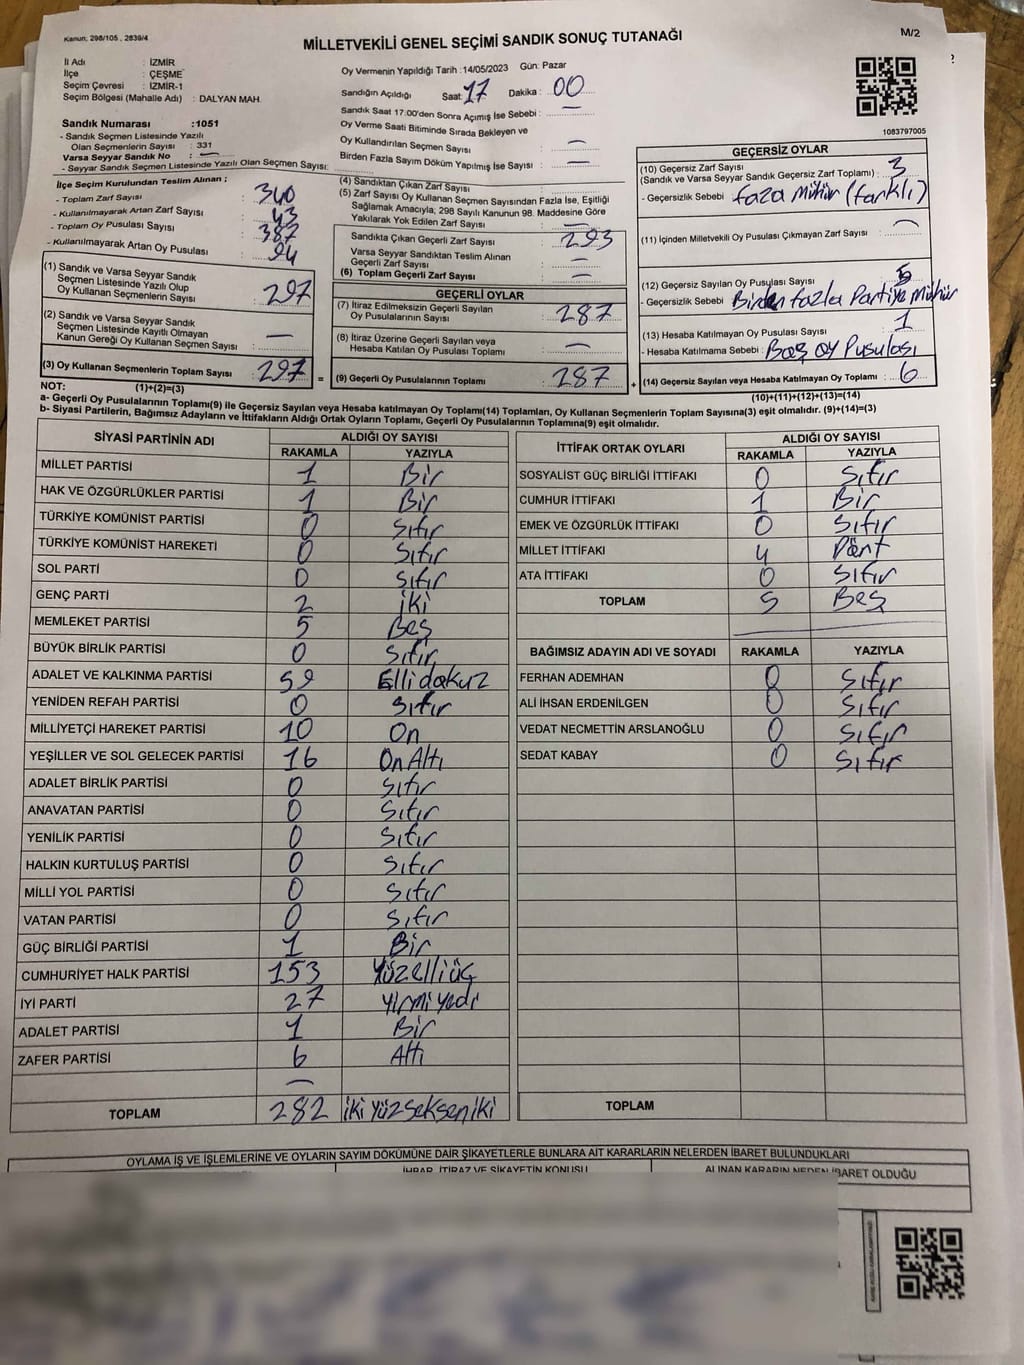 Kanun: 298/105 , 2839/4
M/2
MİLLETVEKİLİ GENEL SEÇİMİ SANDIK SONUÇ TUTANAĞI
İl Adı : İZMİR
İlçe : ÇEŞME
Seçim Çevresi : İZMİR-1
Seçim Bölgesi (Mahalle Adı) : DALYAN MAH.
Sandık Numarası :1051
- Sandık Seçmen Listesinde Yazılı
Olan Seçmenlerin Sayısı : 331
Varsa Seyyar Sandık No : —
- Seyyar Sandık Seçmen Listesinde Yazılı Olan Seçmen Sayısı:
Oy Vermenin Yapıldığı Tarih :14/05/2023 Gün: Pazar
Sandığın Açıldığı Saat: 17 Dakika : 00
Sandık Saat 17:00'den Sonra Açmış İse Sebebi : —
Oy Verme Saati Bitiminde Sırada Bekleyen ve
Oy Kullandırılan Seçmen Sayısı : —
Birden Fazla Sayım Döküm Yapılmış İse Sayısı : —
1083797005
İlçe Seçim Kurulundan Teslim Alınan ;
- Toplam Zarf Sayısı : 340
- Kullanılmayarak Artan Zarf Sayısı : 43
- Toplam Oy Pusulası Sayısı : 387
- Kullanılmayarak Artan Oy Pusulası :
(1) Sandık ve Varsa Seyyar Sandık
Seçmen Listesinde Yazılı Olup
Oy Kullanan Seçmenlerin Sayısı : 297
(2) Sandık ve Varsa Seyyar Sandık
Seçmen Listesinde Kayıtlı Olmayan
Kanun Gereği Oy Kullanan Seçmen Sayısı : —
(3) Oy Kullanan Seçmenlerin Toplam Sayısı : 297
(4) Sandıktan Çıkan Zarf Sayısı :
(5) Zarf Sayısı Oy Kullanan Seçmen Sayısından Fazla İse, Eşitliği
Sağlamak Amacıyla, 298 Sayılı Kanunun 98. Maddesine Göre
Yakılarak Yok Edilen Zarf Sayısı : —
Sandıkta Çıkan Geçerli Zarf Sayısı : 293
Varsa Seyyar Sandıktan Teslim Alınan
Geçerli Zarf Sayısı : —
(6) Toplam Geçerli Zarf Sayısı : —
GEÇERLİ OYLAR
(7) İtiraz Edilmeksizin Geçerli Sayılan
Oy Pusulalarının Sayısı : 287
(8) İtiraz Üzerine Geçerli Sayılan veya
Hesaba Katılan Oy Pusulası Toplamı : —
= (9) Geçerli Oy Pusulalarının Toplamı : 287 +
GEÇERSİZ OYLAR
(10) Geçersiz Zarf Sayısı
(Sandık ve Varsa Seyyar Sandık Geçersiz Zarf Toplamı) : 3
- Geçersizlik Sebebi : faza Mühür (farklı)
(11) İçinden Milletvekili Oy Pusulası Çıkmayan Zarf Sayısı : —
(12) Geçersiz Sayılan Oy Pusulası Sayısı : 5
- Geçersizlik Sebebi : Birden fazla Partiye Mühür
(13) Hesaba Katılmayan Oy Pusulası Sayısı : 1
- Hesaba Katılmama Sebebi : Boş oy Pusulası
(14) Geçersiz Sayılan veya Hesaba Katılmayan Oy Toplamı : 6
NOT: (1)+(2)=(3)
(10)+(11)+(12)+(13)=(14)
a- Geçerli Oy Pusulalarının Toplamı(9) ile Geçersiz Sayılan veya Hesaba katılmayan Oy Toplamı(14) Toplamları, Oy Kullanan Seçmenlerin Toplam Sayısına(3) eşit olmalıdır. (9)+(14)=(3)
b- Siyasi Partilerin, Bağımsız Adayların ve İttifakların Aldığı Ortak Oyların Toplamı, Geçerli Oy Pusulalarının Toplamına(9) eşit olmalıdır.
SİYASİ PARTİNİN ADI ALDIĞI OY SAYISI
RAKAMLA YAZIYLA
MİLLET PARTİSİ 1 Bir
HAK VE ÖZGÜRLÜKLER PARTİSİ 1 Bir
TÜRKİYE KOMÜNİST PARTİSİ 0 Sıfır
TÜRKİYE KOMÜNİST HAREKETİ 0 Sıfır
SOL PARTİ 0 Sıfır
GENÇ PARTİ 2 İki
MEMLEKET PARTİSİ 5 Beş
BÜYÜK BİRLİK PARTİSİ 0 Sıfır
ADALET VE KALKINMA PARTİSİ 59 Elli dokuz
YENİDEN REFAH PARTİSİ 0 Sıfır
MİLLİYETÇİ HAREKET PARTİSİ 10 On
YEŞİLLER VE SOL GELECEK PARTİSİ 16 On Altı
ADALET BİRLİK PARTİSİ 0 Sıfır
ANAVATAN PARTİSİ 0 Sıfır
YENİLİK PARTİSİ 0 Sıfır
HALKIN KURTULUŞ PARTİSİ 0 Sıfır
MİLLİ YOL PARTİSİ 0 Sıfır
VATAN PARTİSİ 0 Sıfır
GÜÇ BİRLİĞİ PARTİSİ 1 Bir
CUMHURİYET HALK PARTİSİ 153 Yüzelliüç
İYİ PARTİ 27 Yirmi yedi
ADALET PARTİSİ 1 Bir
ZAFER PARTİSİ 6 Altı
—
TOPLAM 282 iki yüz seksen iki
İTTİFAK ORTAK OYLARI ALDIĞI OY SAYISI
RAKAMLA YAZIYLA
SOSYALİST GÜÇ BİRLİĞİ İTTİFAKI 0 Sıfır
CUMHUR İTTİFAKI 1 Bir
EMEK VE ÖZGÜRLÜK İTTİFAKI 0 Sıfır
MİLLET İTTİFAKI 4 Dört
ATA İTTİFAKI 0 Sıfır
TOPLAM 5 Beş
BAĞIMSIZ ADAYIN ADI VE SOYADI RAKAMLA YAZIYLA
FERHAN ADEMHAN 0 Sıfır
ALİ İHSAN ERDENİLGEN 0 Sıfır
VEDAT NECMETTİN ARSLANOĞLU 0 Sıfır
SEDAT KABAY 0 Sıfır
TOPLAM
OYLAMA İŞ VE İŞLEMLERİNE VE OYLARIN SAYIM DÖKÜMÜNE DAİR ŞİKAYETLERLE BUNLARA AİT KARARLARIN NELERDEN İBARET BULUNDUKLARI
İHBAR, İTİRAZ VE ŞİKAYETİN KONUSU ALINAN KARARIN NEDEN İBARET OLDUĞU